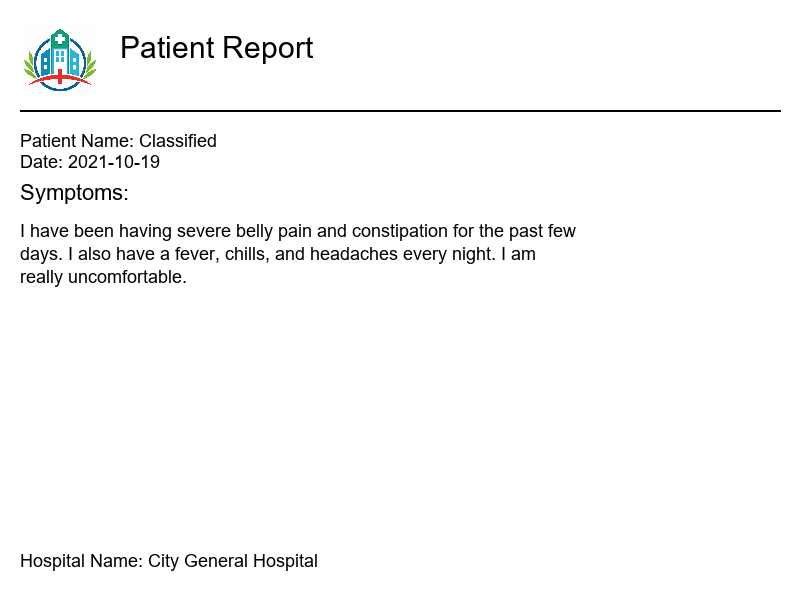 Patient Report
Patient Name: Classified
Date: 2021-10-19
Symptoms:
I have been having severe belly pain and constipation for the past few
days. I also have a fever, chills, and headaches every night. I am
really uncomfortable.
Hospital Name: City General Hospital